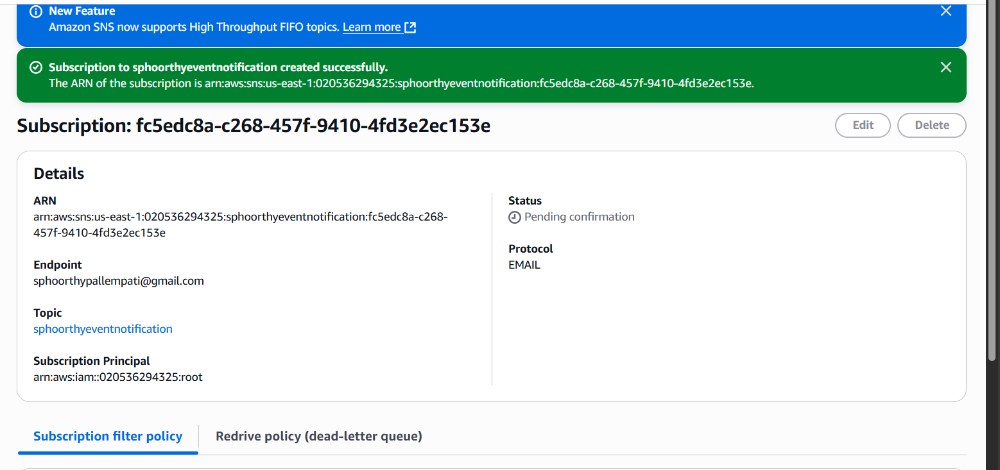 New Feature
Amazon SNS now supports High Throughput FIFO topics. Learn more
Subscription to sphoorthyeventnotification created successfully.
The ARN of the subscription is arn:aws:sns:us-east-1:020536294325:sphoorthyeventnotification:fc5edc8a-c268-457f-9410-4fd3e2ec153e.
Subscription: fc5edc8a-c268-457f-9410-4fd3e2ec153e
Edit
Delete
Details
ARN
arn:aws:sns:us-east-1:020536294325:sphoorthyeventnotification:fc5edc8a-c268-
457f-9410-4fd3e2ec153e
Endpoint
sphoorthypallempati@gmail.com
Topic
sphoorthyeventnotification
Subscription Principal
arn:aws:iam::020536294325:root
Status
Pending confirmation
Protocol
EMAIL
Subscription filter policy
Redrive policy (dead-letter queue)